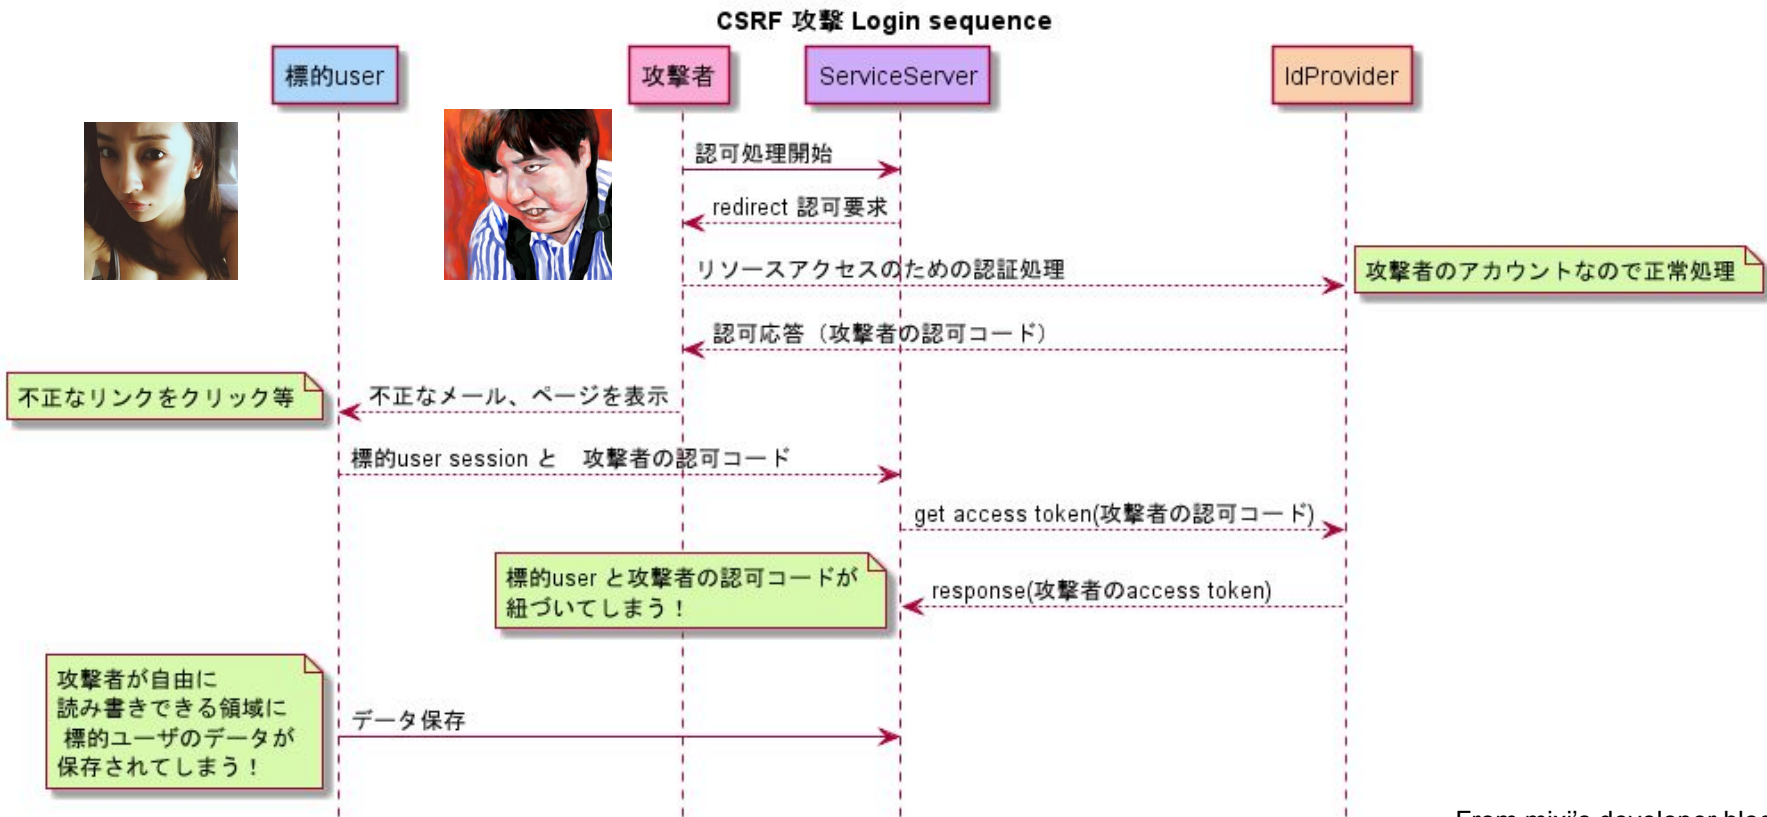 CSRF 攻撃 Login sequence
標的user
攻撃者
ServiceServer
IdProvider
認可処理開始
redirect 認可要求
リソースアクセスのための認証処理
攻撃者のアカウントなので正常処理
認可応答（攻撃者の認可コード）
不正なリンクをクリック等
不正なメール、ページを表示
標的user session と　攻撃者の認可コード
get access token(攻撃者の認可コード)
標的user と攻撃者の認可コードが
紐づいてしまう！
response(攻撃者のaccess token)
攻撃者が自由に
読み書きできる領域に
標的ユーザのデータが
保存されてしまう！
データ保存
From mixi's developer blog